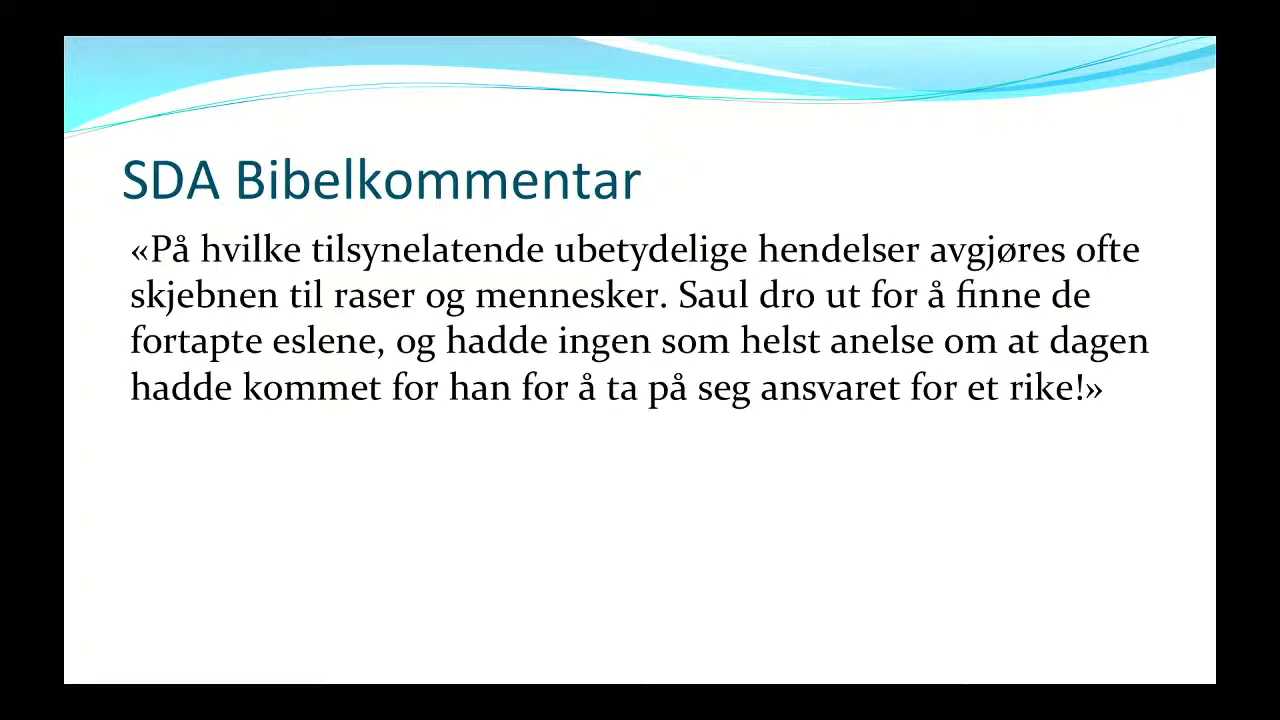 SDA Bibelkommentar
«På hvilke tilsynelatende ubetydelige hendelser avgjøres ofte
skjebnen til raser og mennesker. Saul dro ut for å finne de
fortapte eslene, og hadde ingen som helst anelse om at dagen
hadde kommet for han for å ta på seg ansvaret for et rike!»